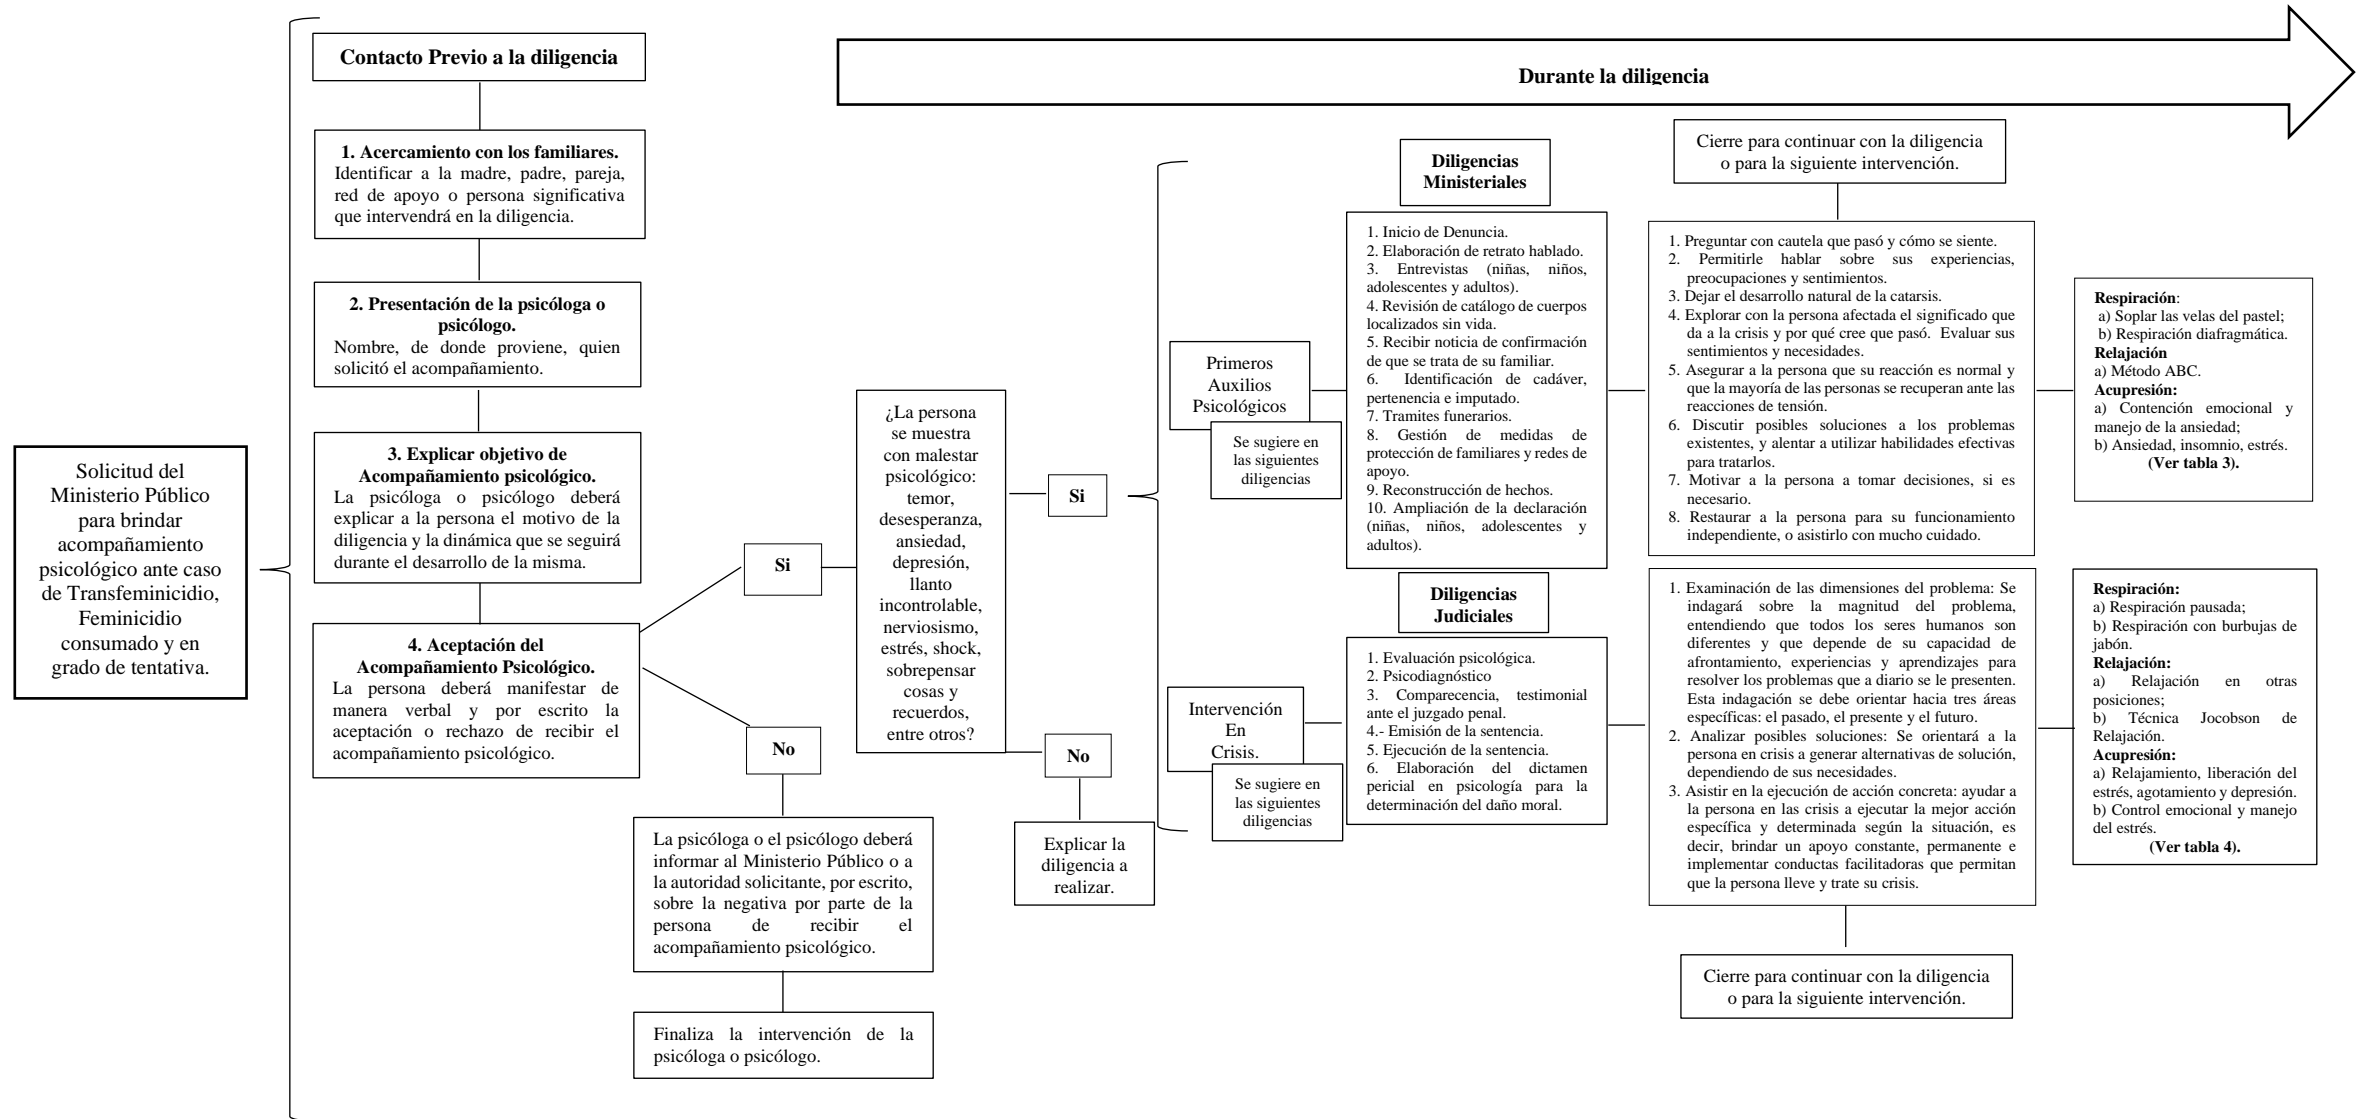 Solicitud del
Ministerio Público
para brindar
acompañamiento
psicológico ante caso
de Transfeminicidio,
Feminicidio
consumado y en
grado de tentativa.
Contacto Previo a la diligencia
1. Acercamiento con los familiares.
Identificar a la madre, padre, pareja,
red de apoyo o persona significativa
que intervendrá en la diligencia.
2. Presentación de la psicóloga o
psicólogo.
Nombre, de donde proviene, quien
solicitó el acompañamiento.
3. Explicar objetivo de
Acompañamiento psicológico.
La psicóloga o psicólogo deberá
explicar a la persona el motivo de la
diligencia y la dinámica que se seguirá
durante el desarrollo de la misma.
4. Aceptación del
Acompañamiento Psicológico.
La persona deberá manifestar de
manera verbal y por escrito la
aceptación o rechazo de recibir el
acompañamiento psicológico.
Si
No
La psicóloga o el psicólogo deberá
informar al Ministerio Público o a
la autoridad solicitante, por escrito,
sobre la negativa por parte de la
persona de recibir el
acompañamiento psicológico.
Finaliza la intervención de la
psicóloga o psicólogo.
Durante la diligencia
¿La persona
se muestra
con malestar
psicológico:
temor,
desesperanza,
ansiedad,
depresión,
llanto
incontrolable,
nerviosismo,
estrés, shock,
sobrepensar
cosas y
recuerdos,
entre otros?
Si
No
Explicar la
diligencia a
realizar.
Primeros
Auxilios
Psicológicos
Se sugiere en
las siguientes
diligencias
Diligencias
Ministeriales
1. Inicio de Denuncia.
2. Elaboración de retrato hablado.
3. Entrevistas (niñas, niños,
adolescentes y adultos).
4. Revisión de catálogo de cuerpos
localizados sin vida.
5. Recibir noticia de confirmación
de que se trata de su familiar.
6. Identificación de cadáver,
pertenencia e imputado.
7. Tramites funerarios.
8. Gestión de medidas de
protección de familiares y redes de
apoyo.
9. Reconstrucción de hechos.
10. Ampliación de la declaración
(niñas, niños, adolescentes y
adultos).
Cierre para continuar con la diligencia
o para la siguiente intervención.
1. Preguntar con cautela que pasó y cómo se siente.
2. Permitirle hablar sobre sus experiencias,
preocupaciones y sentimientos.
3. Dejar el desarrollo natural de la catarsis.
4. Explorar con la persona afectada el significado que
da a la crisis y por qué cree que pasó. Evaluar sus
sentimientos y necesidades.
5. Asegurar a la persona que su reacción es normal y
que la mayoría de las personas se recuperan ante las
reacciones de tensión.
6. Discutir posibles soluciones a los problemas
existentes, y alentar a utilizar habilidades efectivas
para tratarlos.
7. Motivar a la persona a tomar decisiones, si es
necesario.
8. Restaurar a la persona para su funcionamiento
independiente, o asistirlo con mucho cuidado.
Respiración:
a) Soplar las velas del pastel;
b) Respiración diafragmática.
Relajación
a) Método ABC.
Acupresión:
a) Contención emocional y
manejo de la ansiedad;
b) Ansiedad, insomnio, estrés.
(Ver tabla 3).
Intervención
En
Crisis.
Se sugiere en
las siguientes
diligencias
Diligencias
Judiciales
1. Evaluación psicológica.
2. Psicodiagnóstico
3. Comparecencia, testimonial
ante el juzgado penal.
4.- Emisión de la sentencia.
5. Ejecución de la sentencia.
6. Elaboración del dictamen
pericial en psicología para la
determinación del daño moral.
1. Examinación de las dimensiones del problema: Se
indagará sobre la magnitud del problema,
entendiendo que todos los seres humanos son
diferentes y que depende de su capacidad de
afrontamiento, experiencias y aprendizajes para
resolver los problemas que a diario se le presenten.
Esta indagación se debe orientar hacia tres áreas
específicas: el pasado, el presente y el futuro.
2. Analizar posibles soluciones: Se orientará a la
persona en crisis a generar alternativas de solución,
dependiendo de sus necesidades.
3. Asistir en la ejecución de acción concreta: ayudar a
la persona en las crisis a ejecutar la mejor acción
específica y determinada según la situación, es
decir, brindar un apoyo constante, permanente e
implementar conductas facilitadoras que permitan
que la persona lleve y trate su crisis.
Respiración:
a) Respiración pausada;
b) Respiración con burbujas de
jabón.
Relajación:
a) Relajación en otras
posiciones;
b) Técnica Jocobson de
Relajación.
Acupresión:
a) Relajamiento, liberación del
estrés, agotamiento y depresión.
b) Control emocional y manejo
del estrés.
(Ver tabla 4).
Cierre para continuar con la diligencia
o para la siguiente intervención.